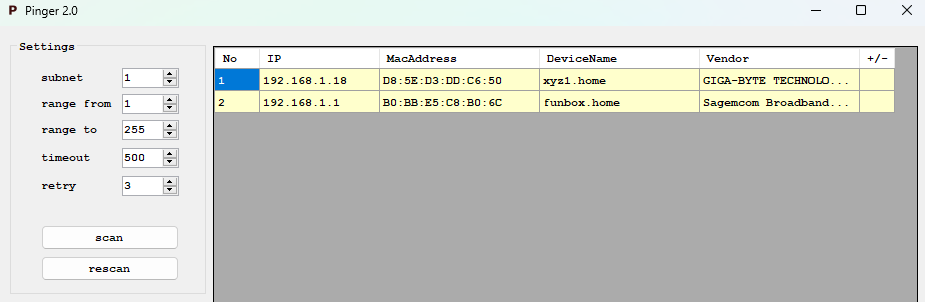 P Pinger 2.0
Settings
subnet 1
range from 1
range to 255
timeout 500
retry 3
scan
rescan
No IP MacAddress DeviceName Vendor +/-
1 192.168.1.18 D8:5E:D3:DD:C6:50 xyz1.home GIGA-BYTE TECHNOLO...
2 192.168.1.1 B0:BB:E5:C8:B0:6C funbox.home Sagemcom Broadband...